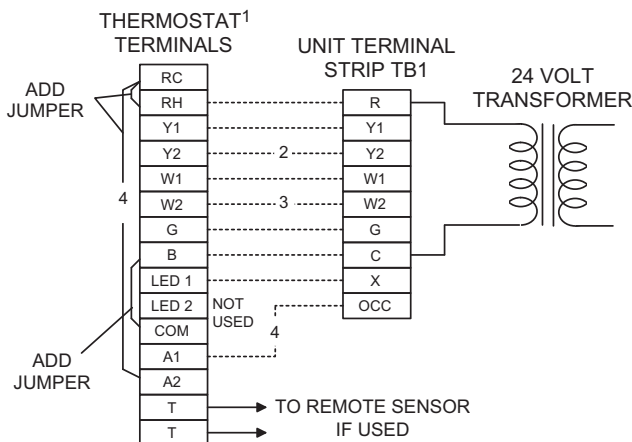 THERMOSTAT1
TERMINALS
UNIT TERMINAL
STRIP TB1
24 VOLT
TRANSFORMER
ADD
JUMPER
RC
RH
R
Y1
Y1
Y2
2
Y2
W1
W1
4
W2
3
W2
G
G
B
C
LED 1
X
LED 2
NOT
USED
OCC
COM
4
A1
ADD
JUMPER
A2
T
TO REMOTE SENSOR
IF USED
T